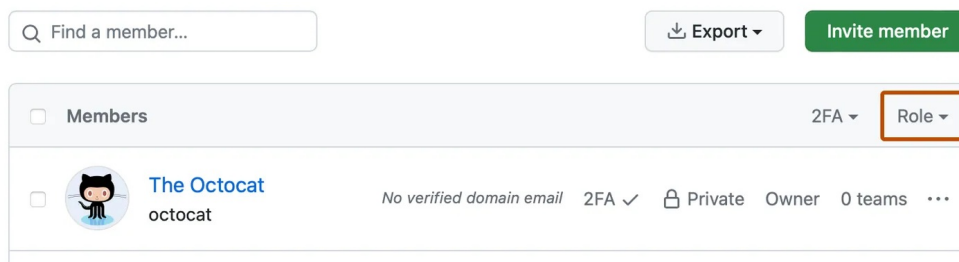 Find a member...
Export
Invite member
Members
2FA
Role
The Octocat
octocat
No verified domain email
2FA
Private
Owner
0 teams